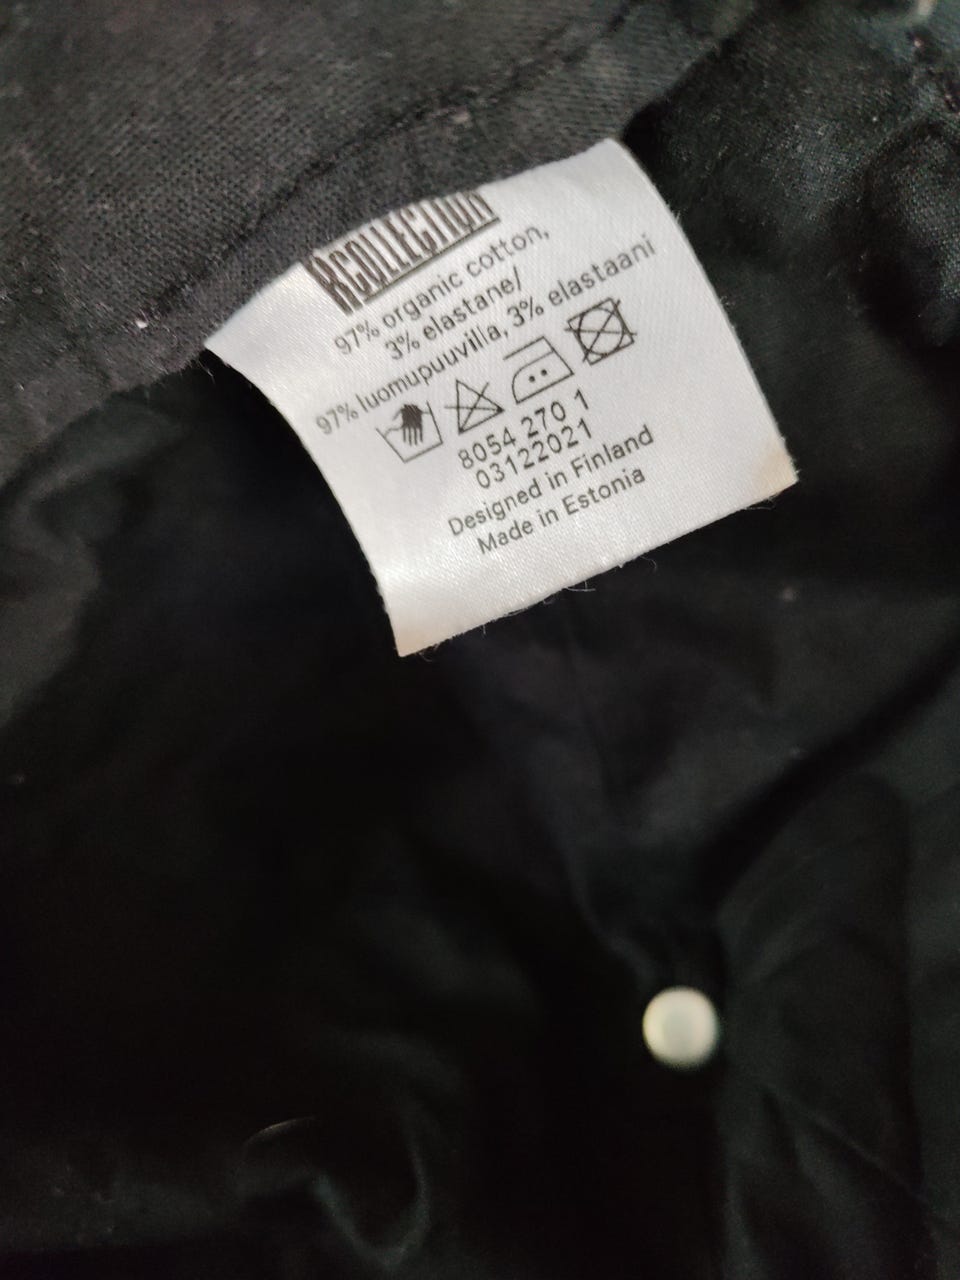 RCOLLECTION
97% organic cotton,
3% elastane/
97% luomupuuvilla, 3% elastaani
8054 270 1
03122021
Designed in Finland
Made in Estonia